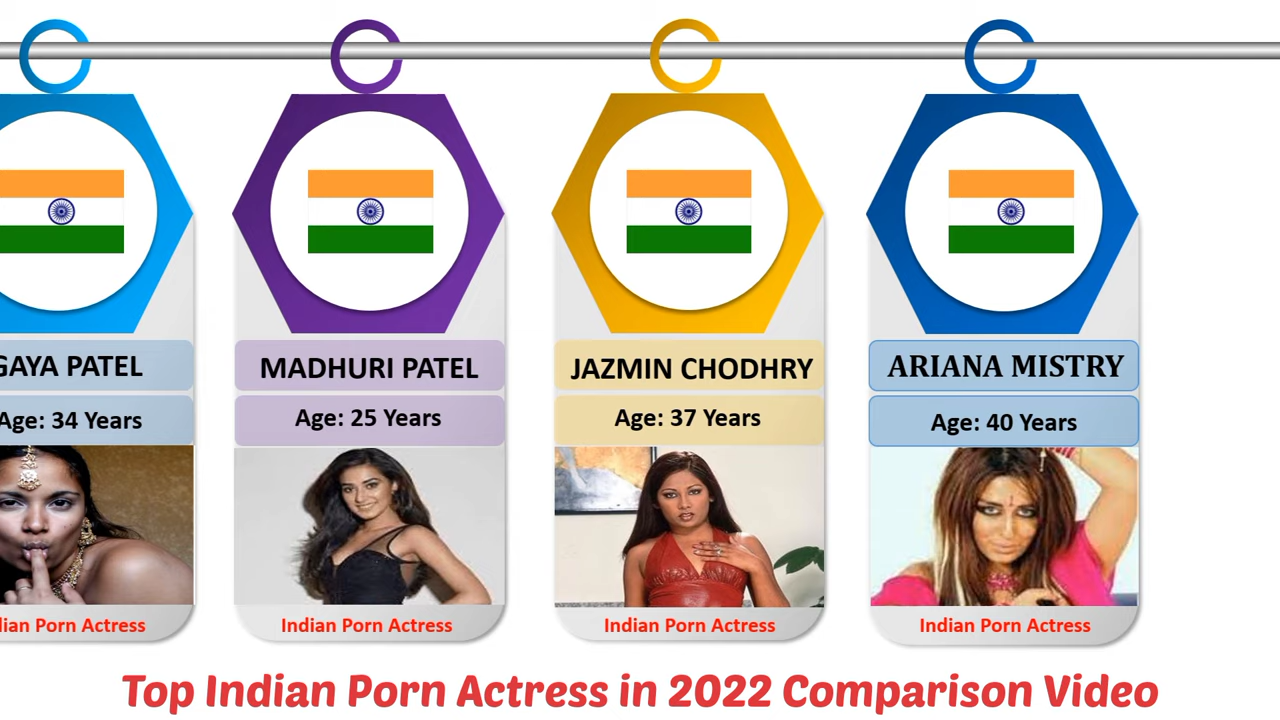 GAYA PATEL
Age: 34 Years
dian Porn Actress
MADHURI PATEL
Age: 25 Years
Indian Porn Actress
JAZMIN CHODHRY
Age: 37 Years
Indian Porn Actress
ARIANA MISTRY
Age: 40 Years
Indian Porn Actress
Top Indian Porn Actress in 2022 Comparison Video